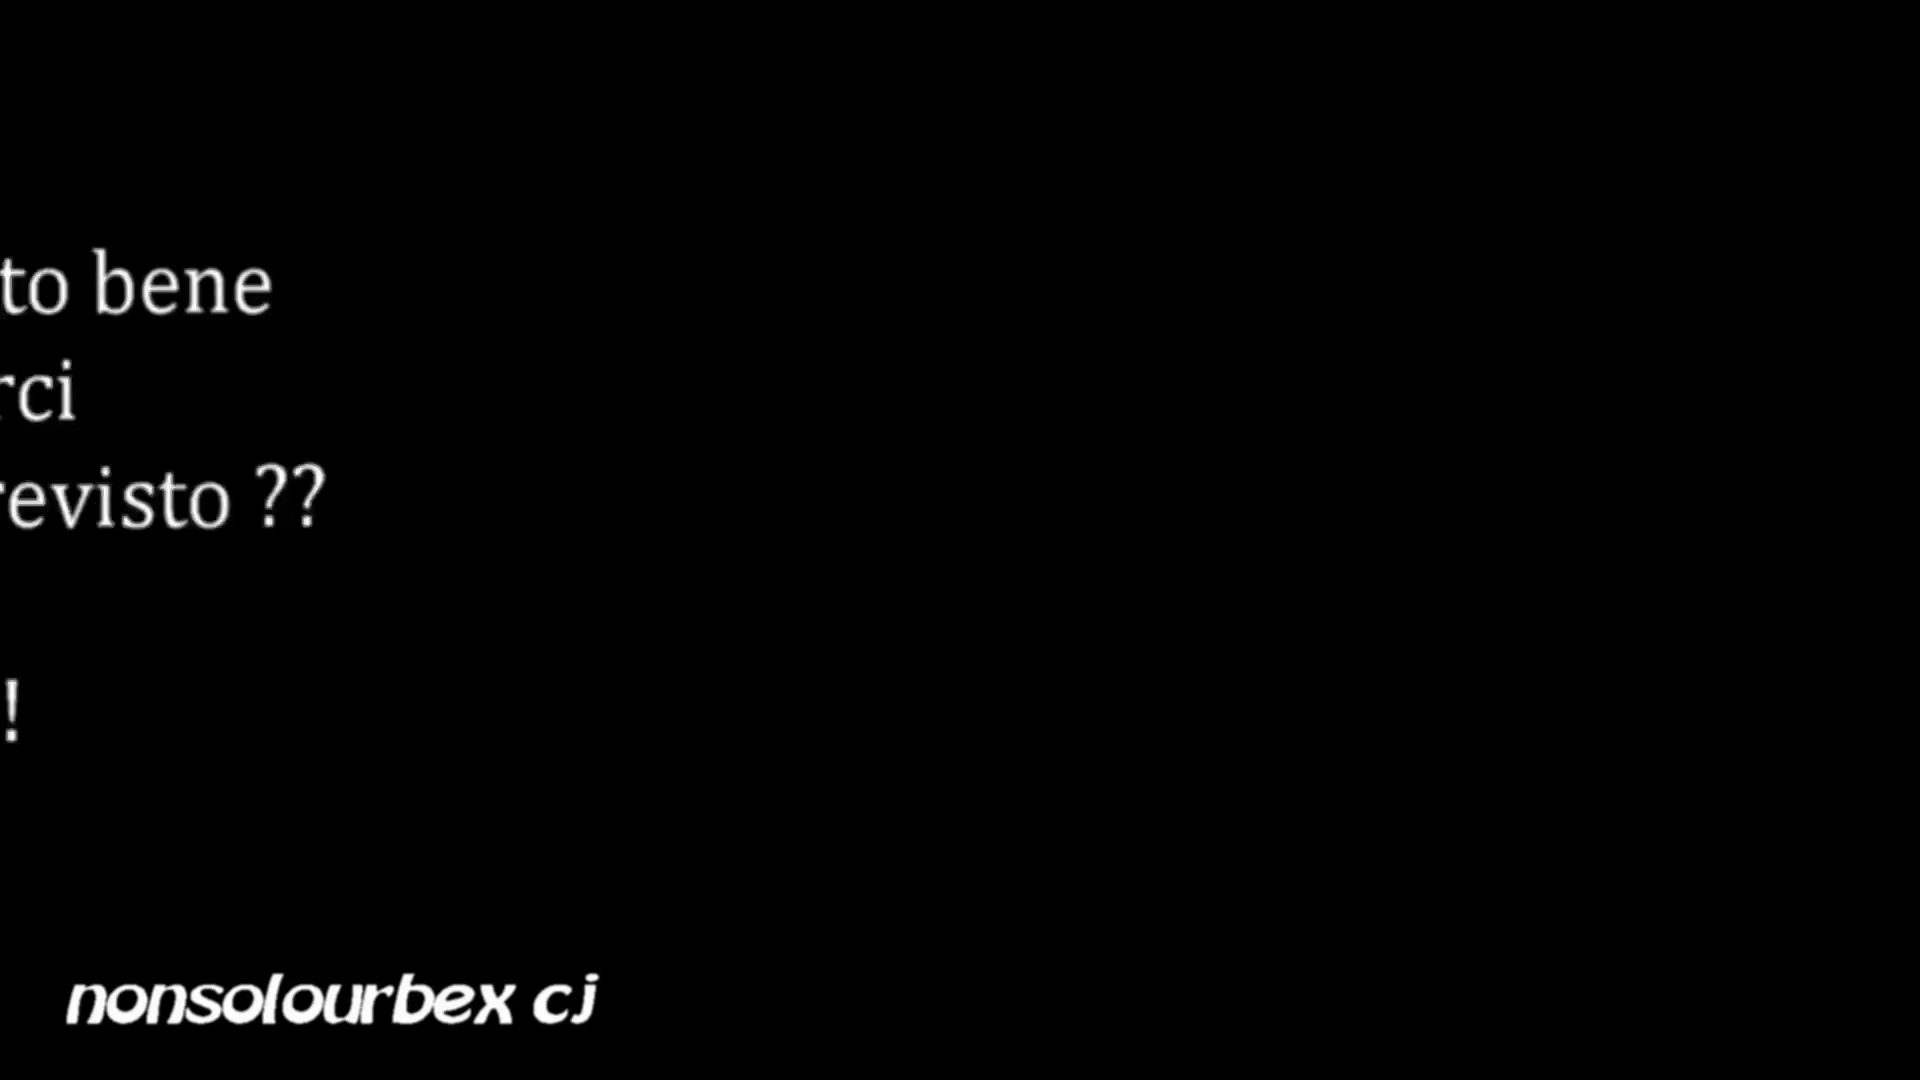 to bene
rci
revisto ??
!
nonsolourbex cj